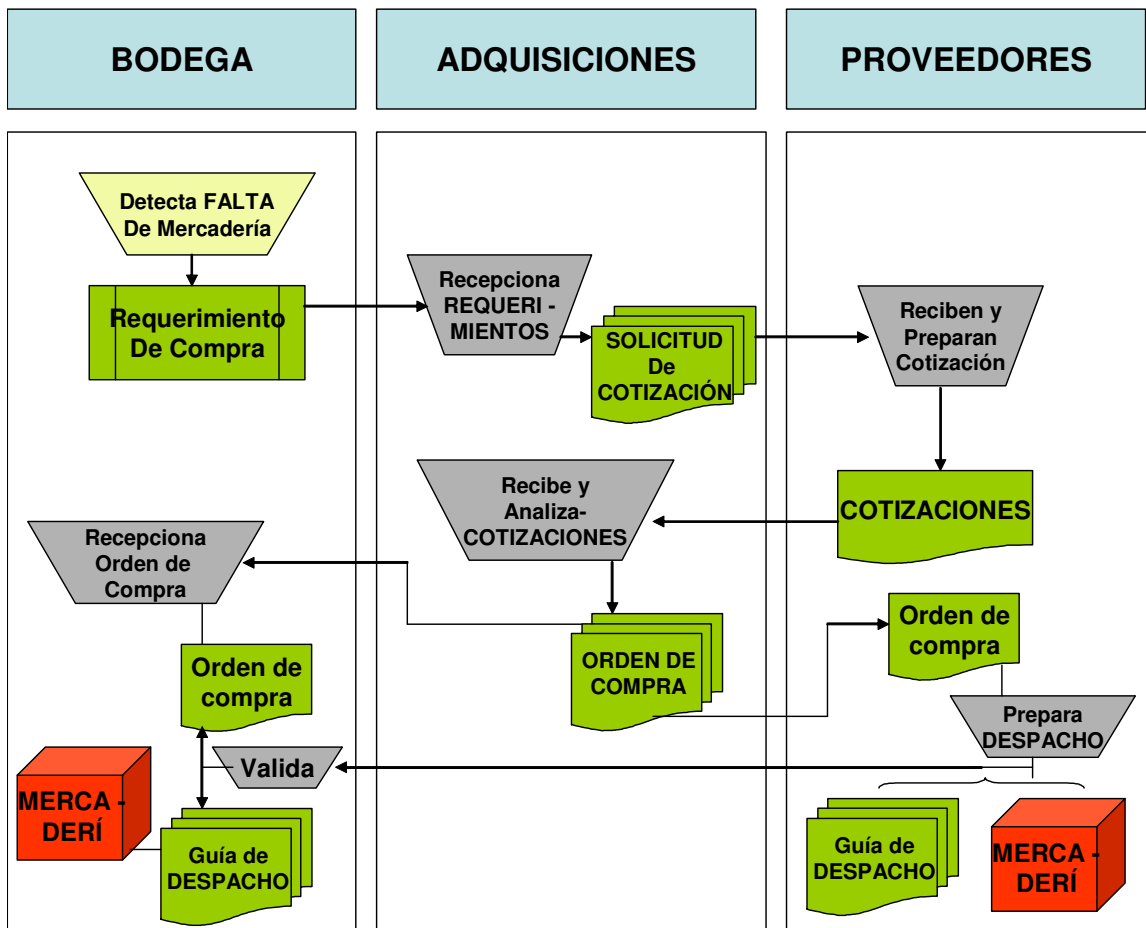 BODEGA
ADQUISICIONES
PROVEEDORES
Detecta FALTA
De Mercadería
Requerimiento
De Compra
Recepciona
REQUERI -
MIENTOS
SOLICITUD
De
COTIZACIÓN
Reciben y
Preparan
Cotización
COTIZACIONES
Recibe y
Analiza-
COTIZACIONES
Recepciona
Orden de
Compra
ORDEN DE
COMPRA
Orden de
compra
Orden de
compra
Prepara
DESPACHO
Valida
MERCA -
DERÍ
Guía de
DESPACHO
Guía de
DESPACHO
MERCA -
DERÍ